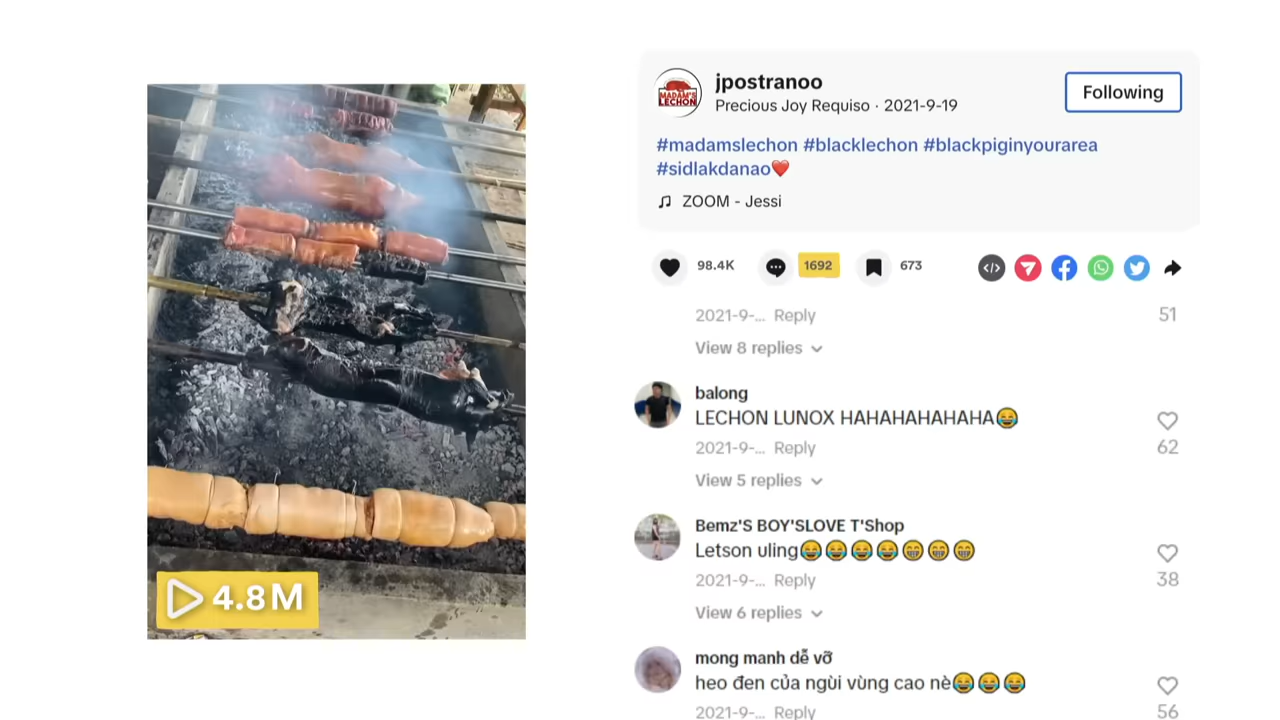 4.8M
MADAM'S
LECHON
jpostranoo
Precious Joy Requiso · 2021-9-19
Following
#madamslechon #blacklechon #blackpiginyourarea
#sidlakdanao❤️
ZOOM - Jessi
98.4K
1692
673
2021-9-... Reply
51
View 8 replies
balong
LECHON LUNOX HAHAHAHAHAHA😂
2021-9-... Reply
62
View 5 replies
Bemz'S BOY'SLOVE T'Shop
Letson uling😂😂😂😂😁😁😁
2021-9-... Reply
38
View 6 replies
mong manh dễ vỡ
heo đen của ngùi vùng cao nè😂😂😂
2021-9-... Reply
56